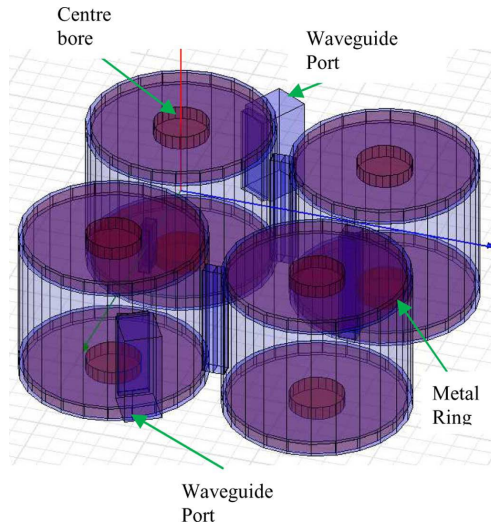 Centre
bore
Waveguide
Port
Metal
Ring
Waveguide
Port